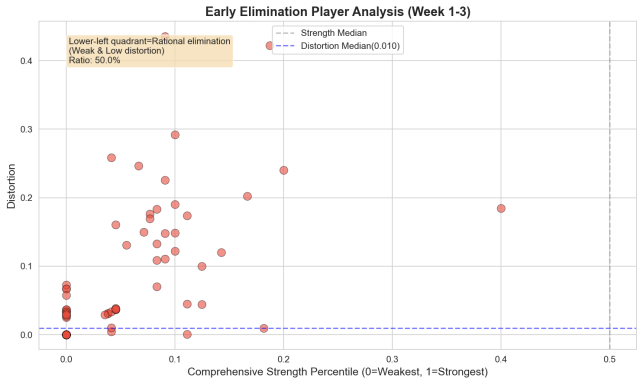 Early Elimination Player Analysis (Week 1-3)
Lower-left quadrant=Rational elimination
(Weak & Low distortion)
Ratio: 50.0%
Strength Median
Distortion Median(0.010)
Distortion
0.4
0.3
0.2
0.1
0.0
0.0 0.1 0.2 0.3 0.4 0.5
Comprehensive Strength Percentile (0=Weakest, 1=Strongest)